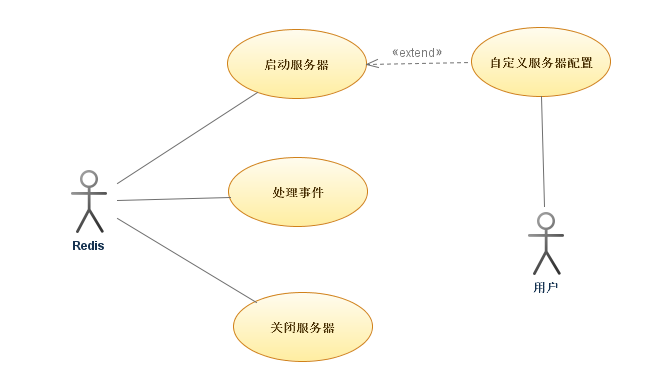 启动服务器
«extend»
自定义服务器配置
处理事件
Redis
用户
关闭服务器